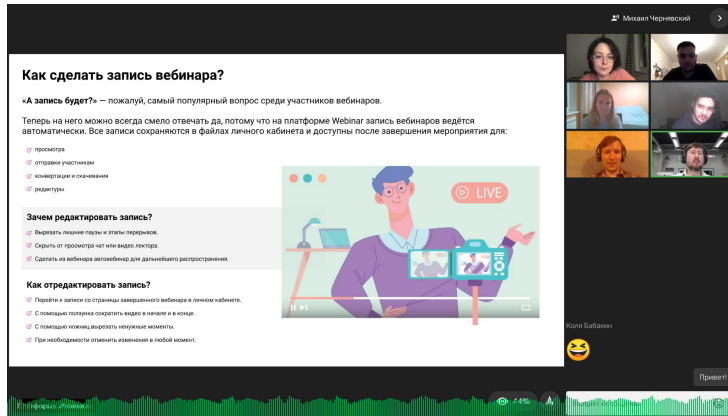 Михаил Чернявский
Как сделать запись вебинара?
«А запись будет?» — пожалуй, самый популярный вопрос среди участников вебинаров.
Теперь на него можно всегда смело отвечать да, потому что на платформе Webinar запись вебинаров ведётся
автоматически. Все записи сохраняются в файлах личного кабинета и доступны после завершения мероприятия для:
просмотра
отправки участникам
конвертации и скачивания
редактуры
LIVE
Зачем редактировать запись?
Вырезать лишние паузы и этапы перерывов.
Скрыть от просмотра чат или видео лектора.
Сделать из вебинара автовебинар для дальнейшего распространения.
Как отредактировать запись?
Перейти к записи со страницы завершенного вебинара в личном кабинете.
С помощью ползунка сократить видео в начале и в конце.
С помощью ножниц вырезать ненужные моменты.
При необходимости отменить изменения в любой момент.
Коля Бабакин
Привет!
44%